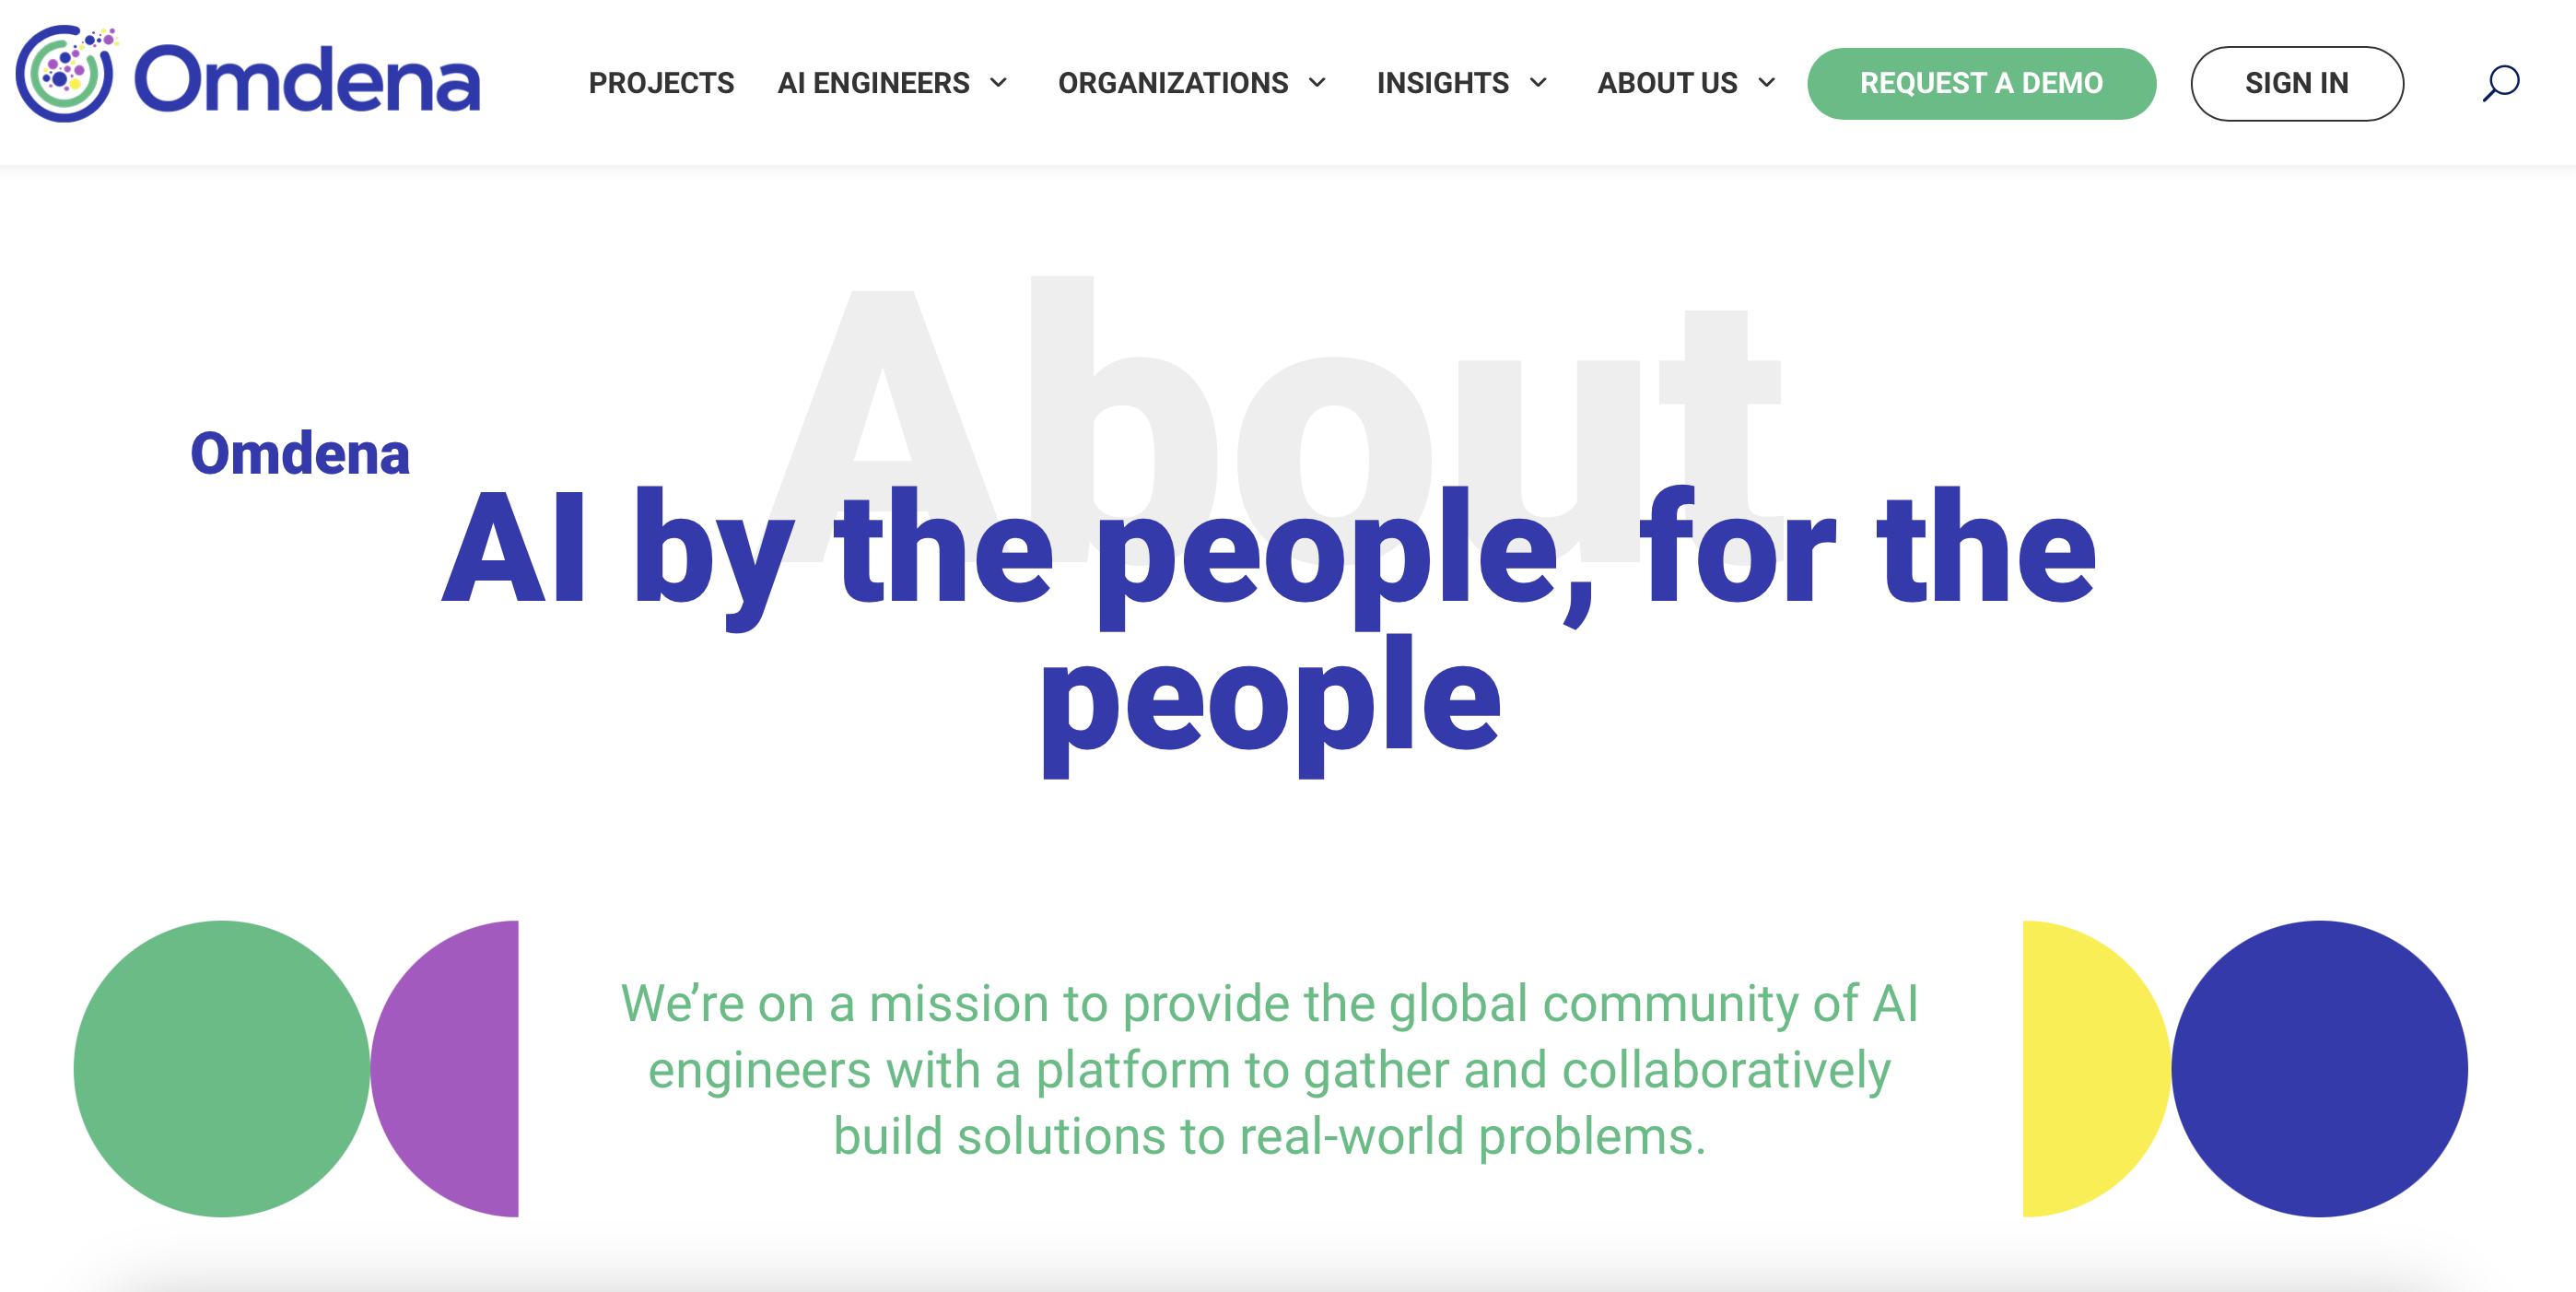 Omdena
PROJECTS AI ENGINEERS ORGANIZATIONS INSIGHTS ABOUT US REQUEST A DEMO SIGN IN
About
Omdena
AI by the people, for the
people
We’re on a mission to provide the global community of AI
engineers with a platform to gather and collaboratively
build solutions to real-world problems.